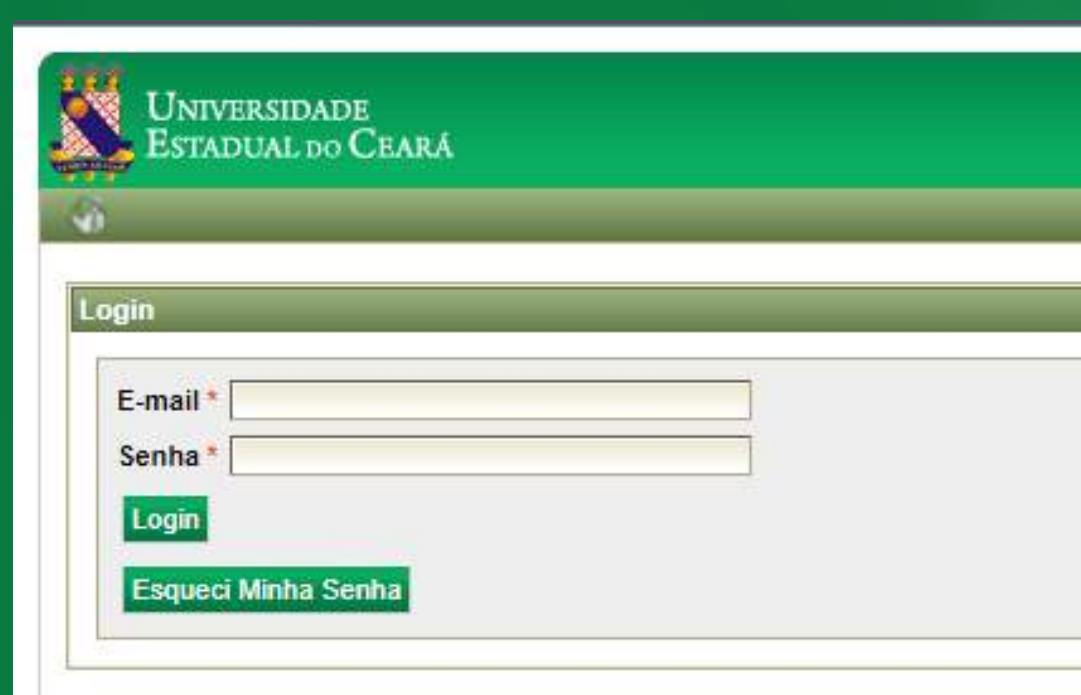 Universidade
Estadual do Ceará
Login
E-mail *
Senha *
Login
Esqueci Minha Senha